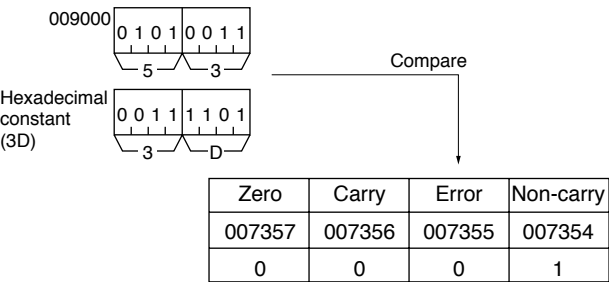 009000
0 1 0 1 0 0 1 1
5 3
Compare
Hexadecimal
constant
(3D)
0 0 1 1 1 1 0 1
3 D
Zero Carry Error Non-carry
007357 007356 007355 007354
0 0 0 1